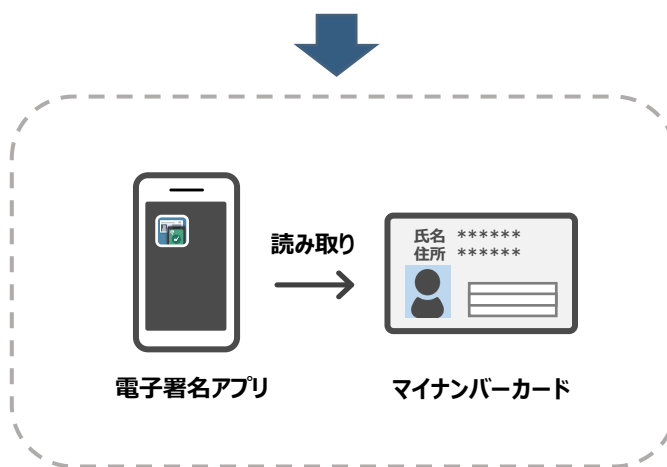 読み取り
氏名 ******
住所 ******
電子署名アプリ
マイナンバーカード